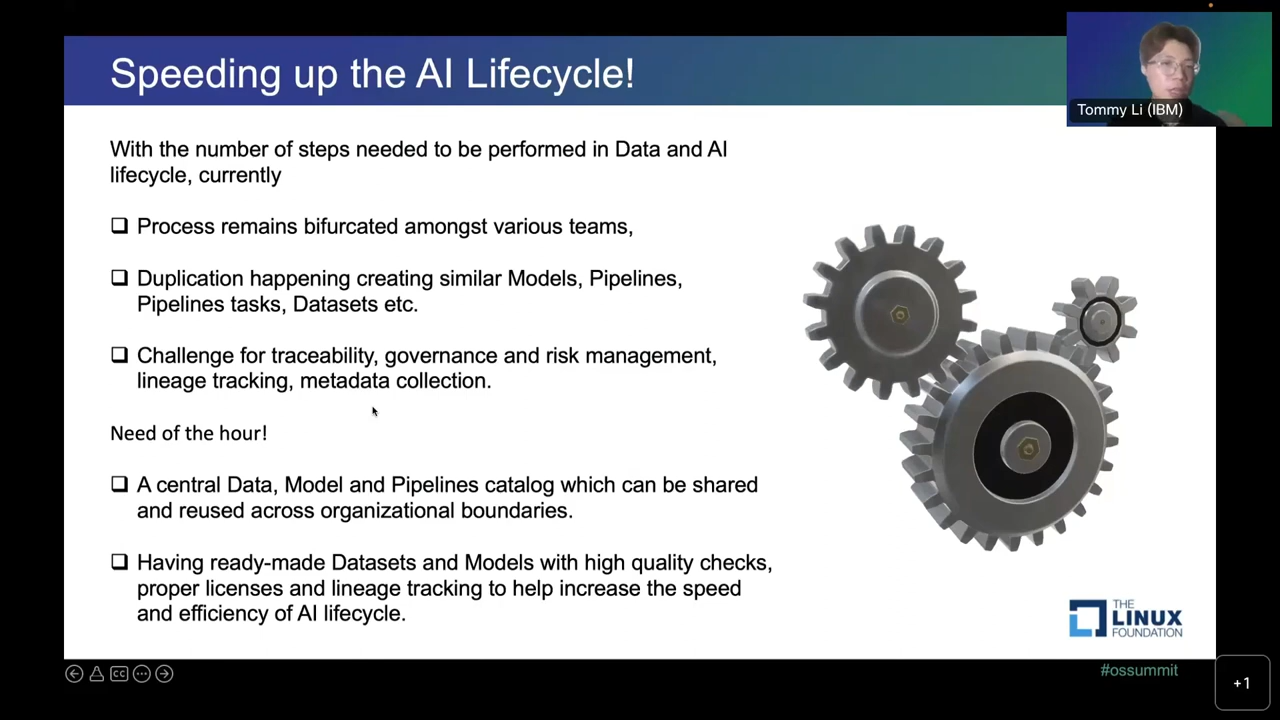 Speeding up the AI Lifecycle!
Tommy Li (IBM)
With the number of steps needed to be performed in Data and AI
lifecycle, currently
❑ Process remains bifurcated amongst various teams,
❑ Duplication happening creating similar Models, Pipelines,
Pipelines tasks, Datasets etc.
❑ Challenge for traceability, governance and risk management,
lineage tracking, metadata collection.
Need of the hour!
❑ A central Data, Model and Pipelines catalog which can be shared
and reused across organizational boundaries.
❑ Having ready-made Datasets and Models with high quality checks,
proper licenses and lineage tracking to help increase the speed
and efficiency of AI lifecycle.
THE
LINUX
FOUNDATION
CC
#ossummit
+1